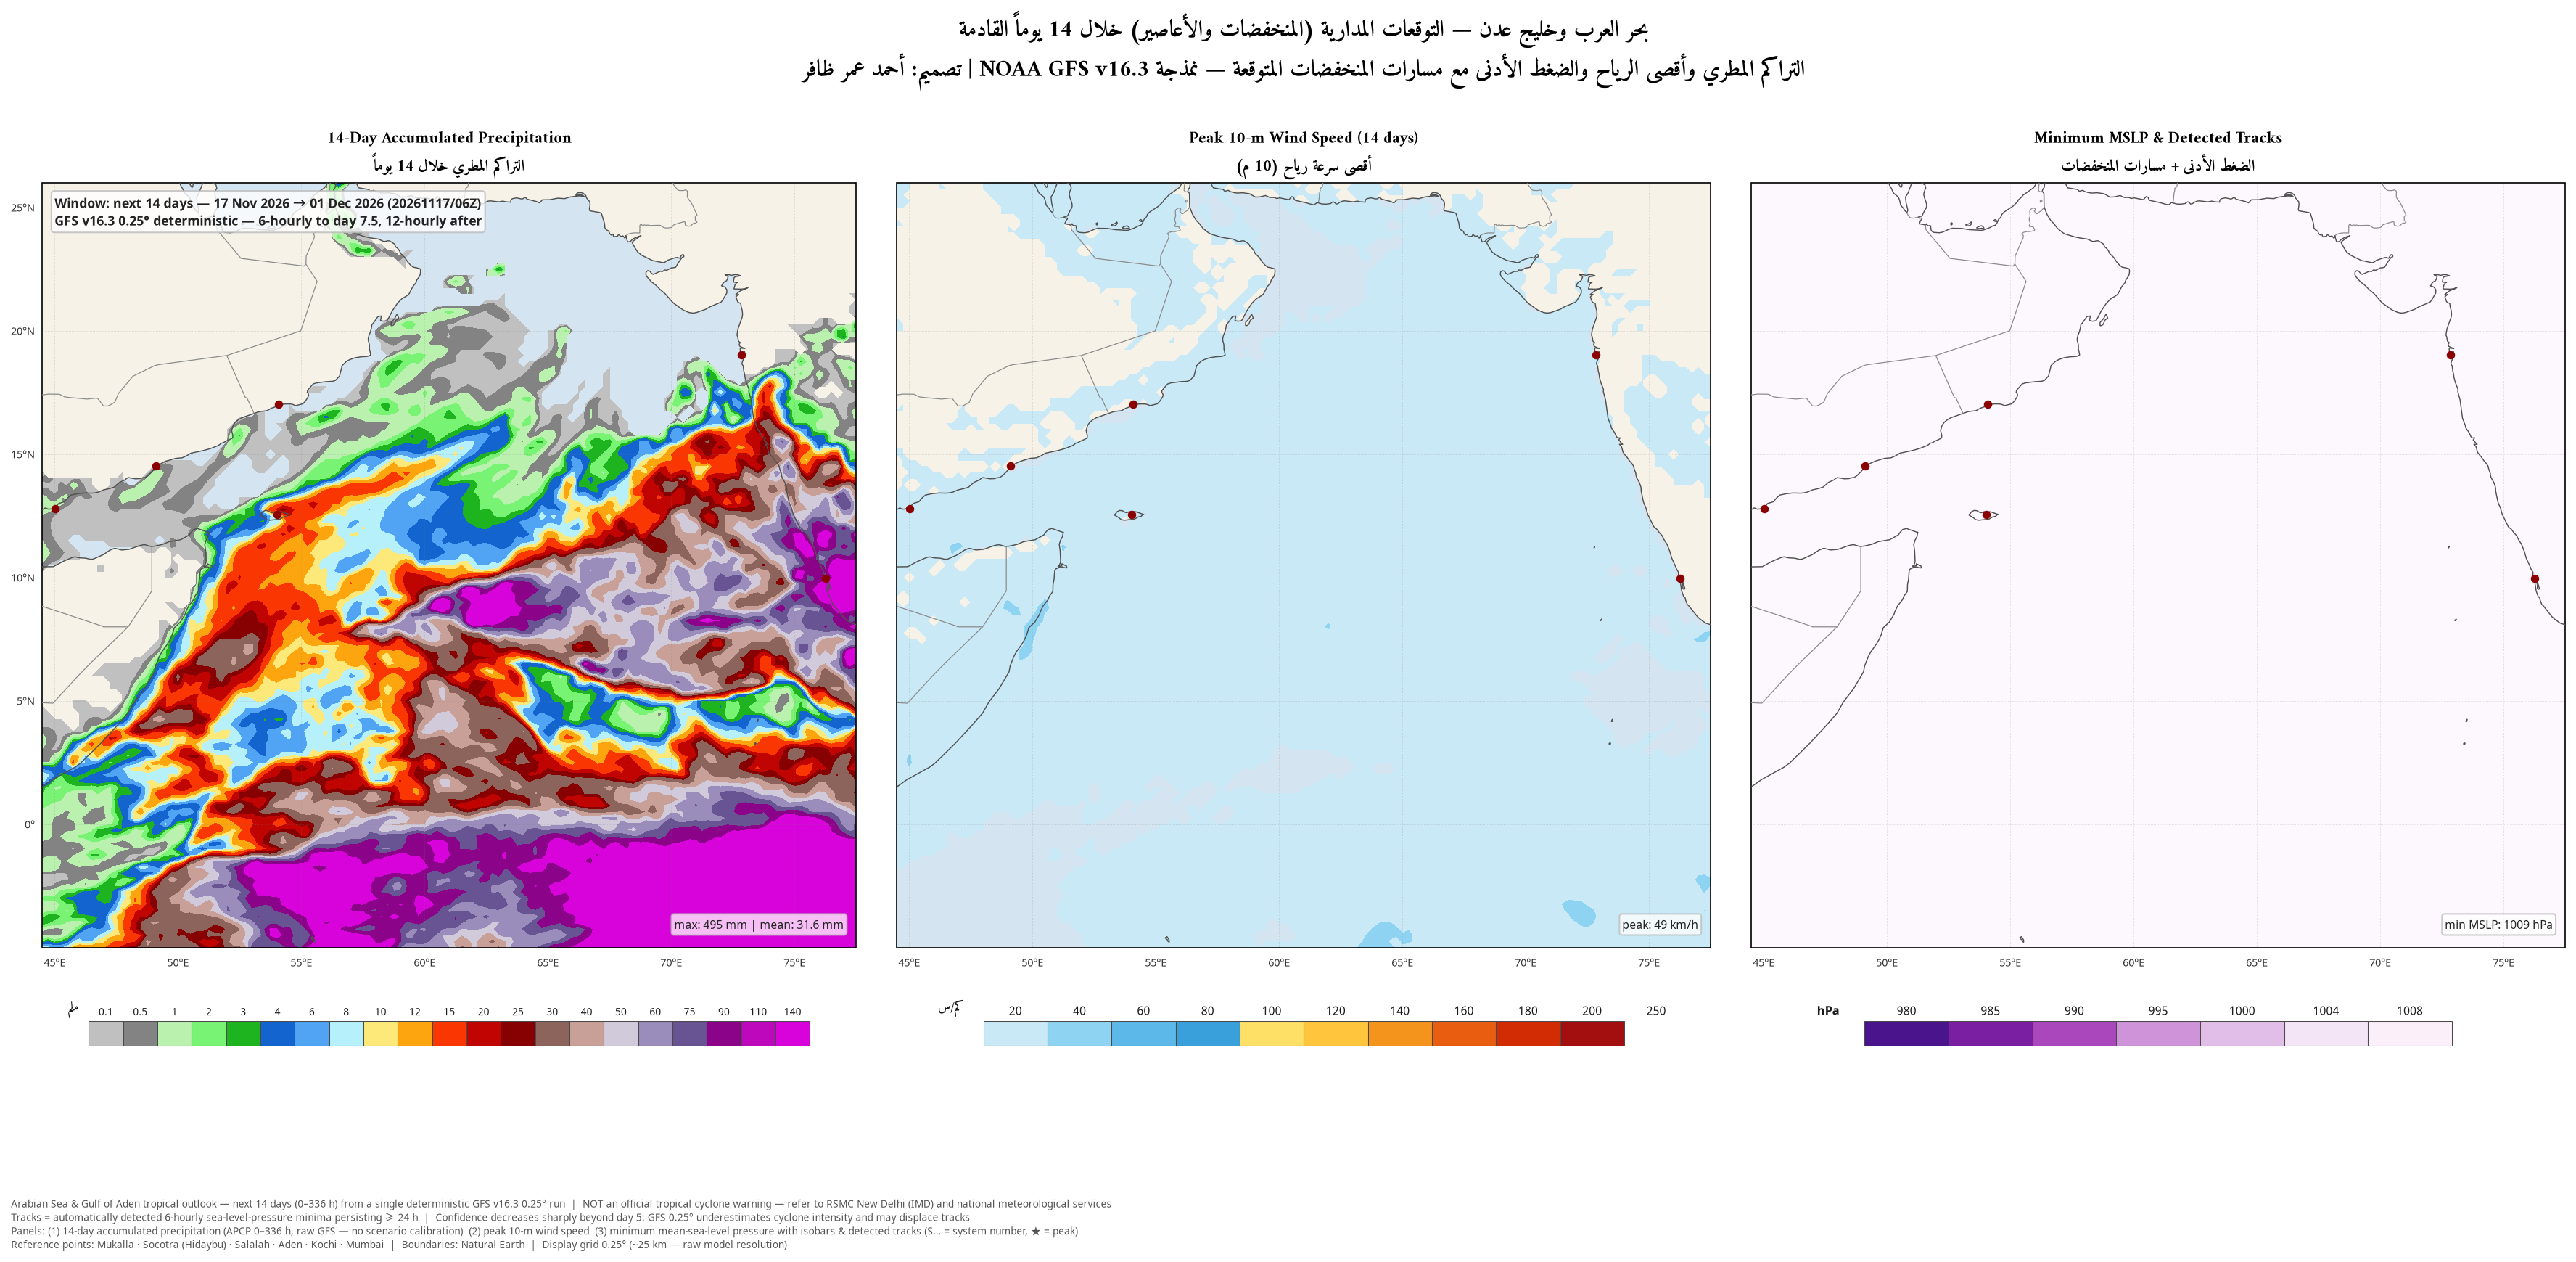 بحر العرب وخليج عدن — التوقعات المدارية (المنخفضات والأعاصير) خلال 14 يوماً القادمة
التراكم المطري وأقصى الرياح والضغط الأدنى مع مسارات المنخفضات المتوقعة — نمذجة NOAA GFS v16.3 | تصميم: أحمد عمر ظافر
14-Day Accumulated Precipitation
التراكم المطري خلال 14 يوماً
Window: next 14 days — 17 Nov 2026 → 01 Dec 2026 (20261117/06Z)
GFS v16.3 0.25° deterministic — 6-hourly to day 7.5, 12-hourly after
25°N
20°N
15°N
10°N
5°N
0°
max: 495 mm | mean: 31.6 mm
45°E 50°E 55°E 60°E 65°E 70°E 75°E
ملم 0.1 0.5 1 2 3 4 6 8 10 12 15 20 25 30 40 50 60 75 90 110 140
Peak 10-m Wind Speed (14 days)
أقصى سرعة رياح (10 م)
peak: 49 km/h
45°E 50°E 55°E 60°E 65°E 70°E 75°E
كم/س 20 40 60 80 100 120 140 160 180 200 250
Minimum MSLP & Detected Tracks
الضغط الأدنى + مسارات المنخفضات
min MSLP: 1009 hPa
45°E 50°E 55°E 60°E 65°E 70°E 75°E
hPa 980 985 990 995 1000 1004 1008
Arabian Sea & Gulf of Aden tropical outlook — next 14 days (0–336 h) from a single deterministic GFS v16.3 0.25° run | NOT an official tropical cyclone warning — refer to RSMC New Delhi (IMD) and national meteorological services
Tracks = automatically detected 6-hourly sea-level-pressure minima persisting ⩾ 24 h | Confidence decreases sharply beyond day 5: GFS 0.25° underestimates cyclone intensity and may displace tracks
Panels: (1) 14-day accumulated precipitation (APCP 0–336 h, raw GFS — no scenario calibration) (2) peak 10-m wind speed (3) minimum mean-sea-level pressure with isobars & detected tracks (S… = system number, ★ = peak)
Reference points: Mukalla · Socotra (Hidaybu) · Salalah · Aden · Kochi · Mumbai | Boundaries: Natural Earth | Display grid 0.25° (~25 km — raw model resolution)